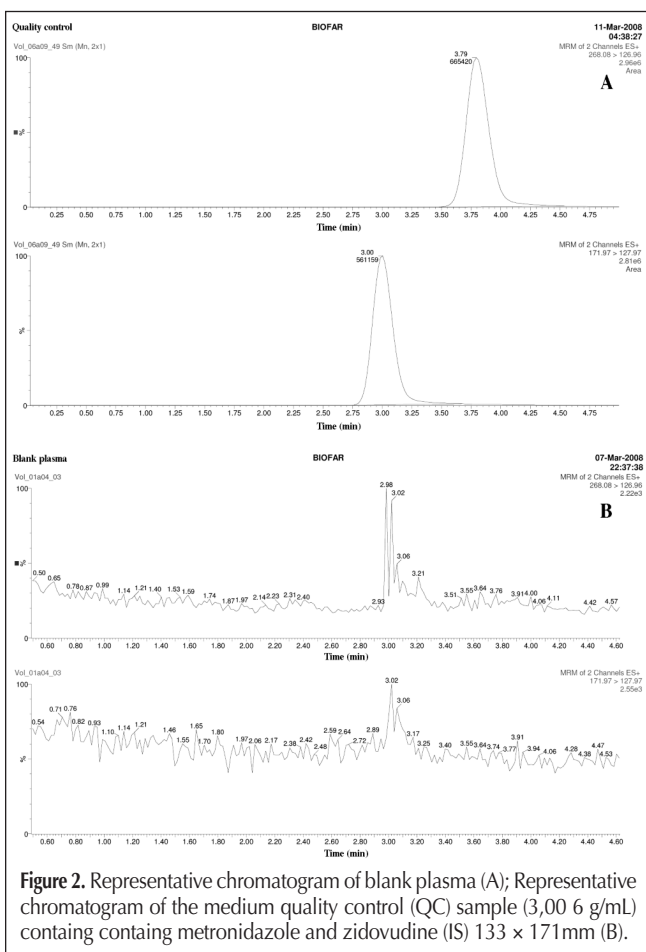 Quality control BIOFAR 11-Mar-2008
04:38:27
Vol_06a09_49 Sm (Mn, 2x1) MRM of 2 Channels ES+
268.08 > 126.96
2.96e6
Area
A
100
3.79
665420
%
0
0.25 0.50 0.75 1.00 1.25 1.50 1.75 2.00 2.25 2.50 2.75 3.00 3.25 3.50 3.75 4.00 4.25 4.50 4.75
Time (min)
Vol_06a09_49 Sm (Mn, 2x1) MRM of 2 Channels ES+
171.97 > 127.97
2.81e6
Area
100
3.00
561159
%
0
0.25 0.50 0.75 1.00 1.25 1.50 1.75 2.00 2.25 2.50 2.75 3.00 3.25 3.50 3.75 4.00 4.25 4.50 4.75
Time (min)
Blank plasma BIOFAR 07-Mar-2008
22:37:38
Vol_01a04_03 MRM of 2 Channels ES+
268.08 > 126.96
2.22e3
B
100
%
0
0.50 0.65 0.78 0.87 0.99 1.14 1.21 1.40 1.53 1.59 1.74 1.87 1.97 2.14 2.23 2.31 2.40 2.93 2.98 3.02 3.06 3.21 3.51 3.55 3.64 3.76 3.91 4.00 4.06 4.11 4.42 4.57
0.60 0.80 1.00 1.20 1.40 1.60 1.80 2.00 2.20 2.40 2.60 2.80 3.00 3.20 3.40 3.60 3.80 4.00 4.20 4.40 4.60
Time (min)
Vol_01a04_03 MRM of 2 Channels ES+
171.97 > 127.97
2.55e3
100
%
0
0.54 0.71 0.76 0.82 0.93 1.10 1.14 1.21 1.46 1.55 1.65 1.70 1.80 1.97 2.06 2.17 2.38 2.42 2.48 2.59 2.64 2.72 2.89 3.02 3.06 3.17 3.25 3.40 3.55 3.64 3.74 3.77 3.91 3.94 4.06 4.28 4.38 4.47 4.53
0.60 0.80 1.00 1.20 1.40 1.60 1.80 2.00 2.20 2.40 2.60 2.80 3.00 3.20 3.40 3.60 3.80 4.00 4.20 4.40 4.60
Time (min)
Figure 2. Representative chromatogram of blank plasma (A); Representative
chromatogram of the medium quality control (QC) sample (3,00 6 g/mL)
containg containg metronidazole and zidovudine (IS) 133 × 171mm (B).